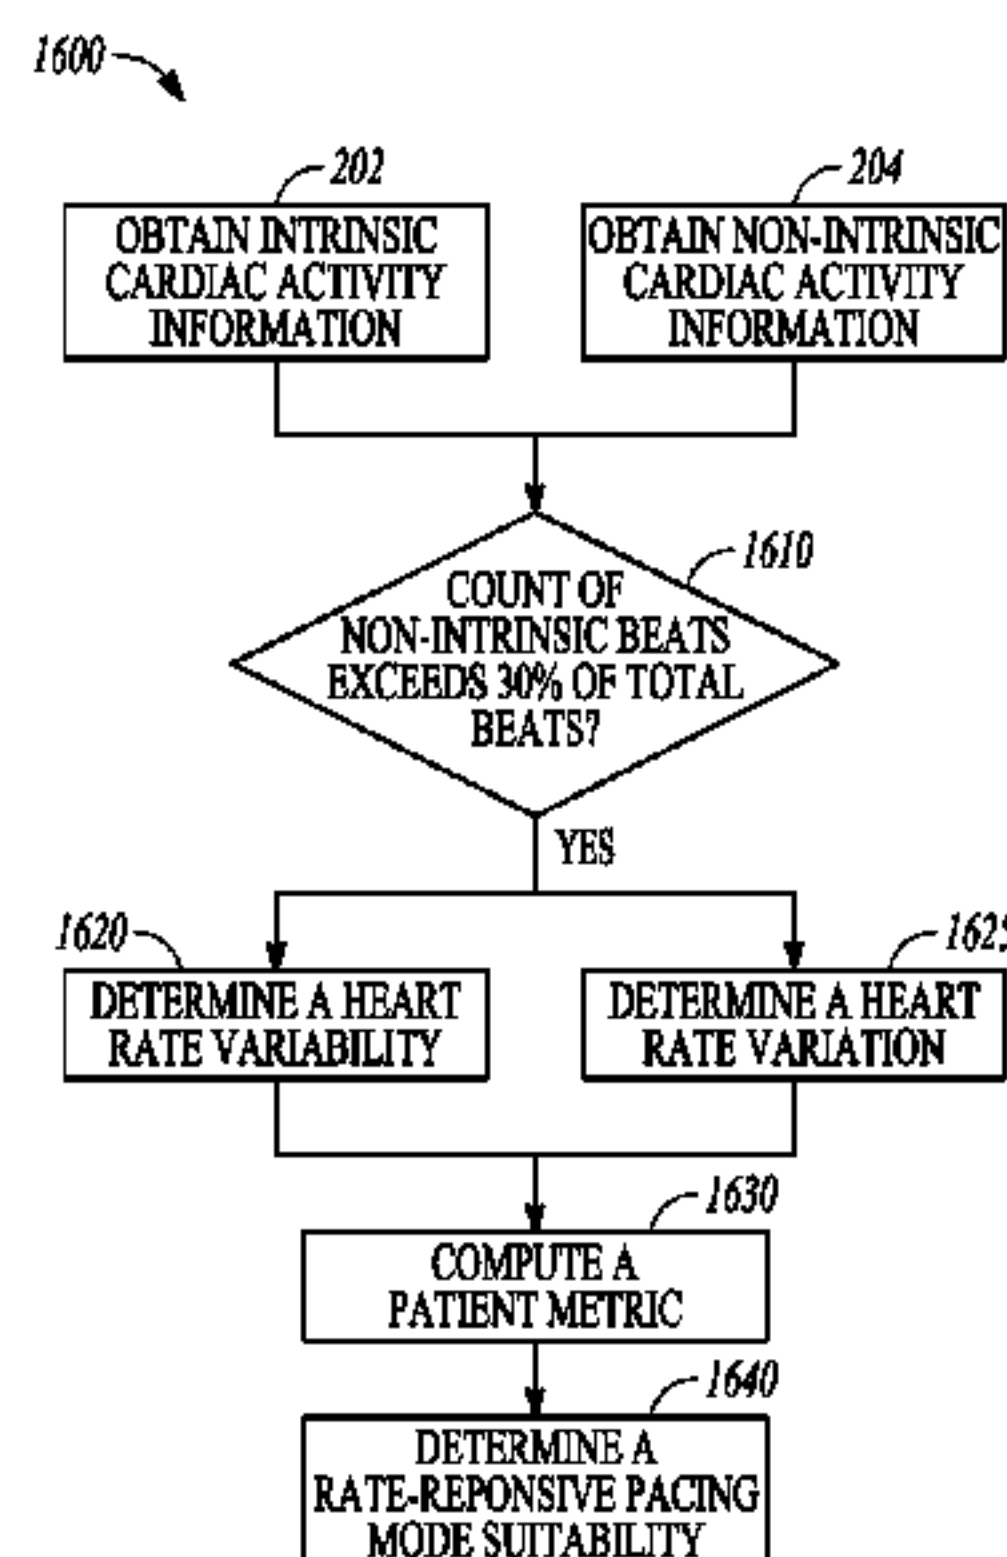 1600
202
204
OBTAIN INTRINSIC
CARDIAC ACTIVITY
INFORMATION
OBTAIN NON-INTRINSIC
CARDIAC ACTIVITY
INFORMATION
1610
COUNT OF
NON-INTRINSIC BEATS
EXCEEDS 30% OF TOTAL
BEATS?
YES
1620
1625
DETERMINE A HEART
RATE VARIABILITY
DETERMINE A HEART
RATE VARIATION
1630
COMPUTE A
PATIENT METRIC
1640
DETERMINE A
RATE-REPONSIVE PACING
MODE SUITABILITY